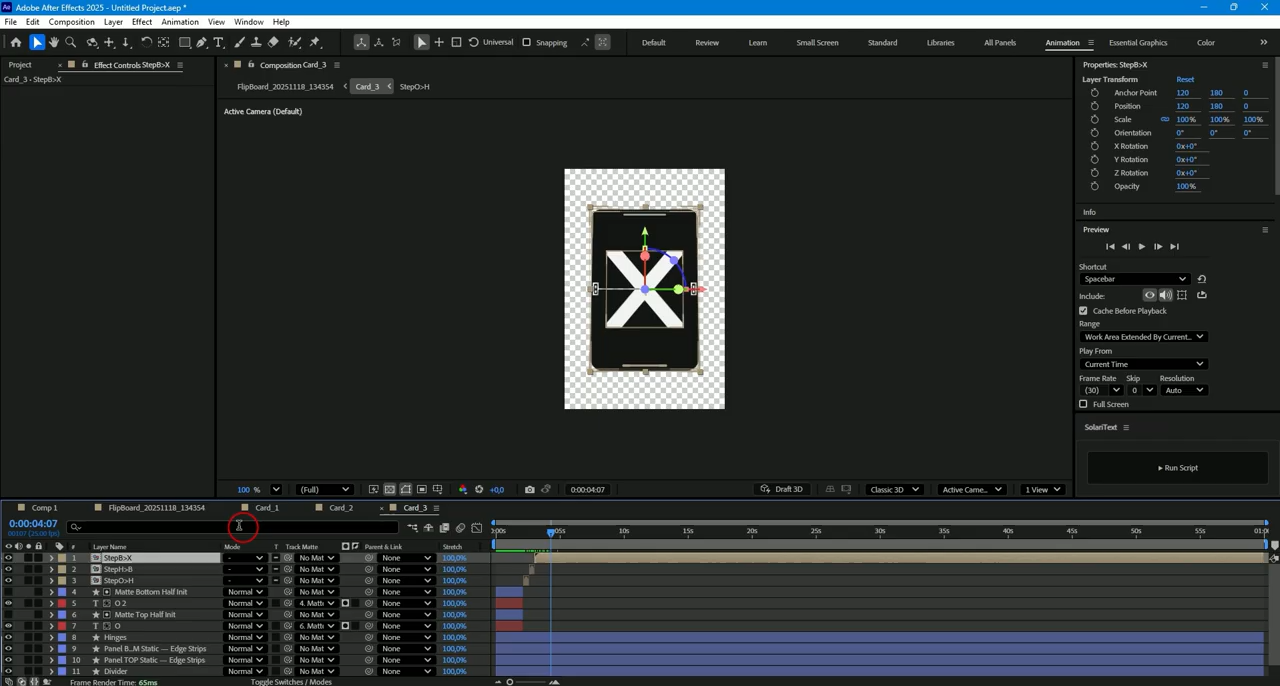 Adobe After Effects 2025 - Untitled Project.aep *
File Edit Composition Layer Effect Animation View Window Help
Universal Snapping Default Review Learn Small Screen Standard Libraries All Panels Animation Essential Graphics Color
Project Effect Controls StepB>X
Card_3 • StepB>X
Composition Card_3
FlipBoard_20251118_134354 Card_3 StepO>H
Active Camera (Default)
X
100 % (Full) +0,0 0:00:04:07 Draft 3D Classic 3D Active Came... 1 View
Properties: StepB>X
Layer Transform Reset
Anchor Point 120 180 0
Position 120 180 0
Scale 100% 100% 100%
Orientation 0° 0° 0°
X Rotation 0x+0°
Y Rotation 0x+0°
Z Rotation 0x+0°
Opacity 100%
Info
Preview
Shortcut
Spacebar
Include:
Cache Before Playback
Range
Work Area Extended By Current...
Play From
Current Time
Frame Rate Skip Resolution
(30) 0 Auto
Full Screen
SolariText
▸ Run Script
Comp 1 FlipBoard_20251118_134354 Card_1 Card_2 Card_3
0:00:04:07
00107 (25.00 fps)
:00s 05s 10s 15s 20s 25s 30s 35s 40s 45s 50s 55s 01:0
# Layer Name Mode T Track Matte Parent & Link Stretch
1 StepB>X - No Mat None 100,0%
2 StepH>B - No Mat None 100,0%
3 StepO>H - No Mat None 100,0%
4 Matte Bottom Half Init Normal No Mat None 100,0%
5 T O 2 Normal 4. Matt None 100,0%
6 Matte Top Half Init Normal No Mat None 100,0%
7 T O Normal 6. Matt None 100,0%
8 Hinges Normal No Mat None 100,0%
9 Panel B...M Static — Edge Strips Normal No Mat None 100,0%
10 Panel TOP Static — Edge Strips Normal No Mat None 100,0%
11 Divider Normal No Mat None 100,0%
Frame Render Time: 65ms Toggle Switches / Modes